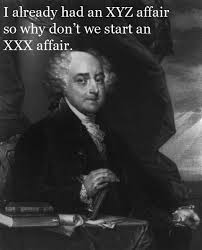 I already had an XYZ affair
so why don't we start an
XXX affair.